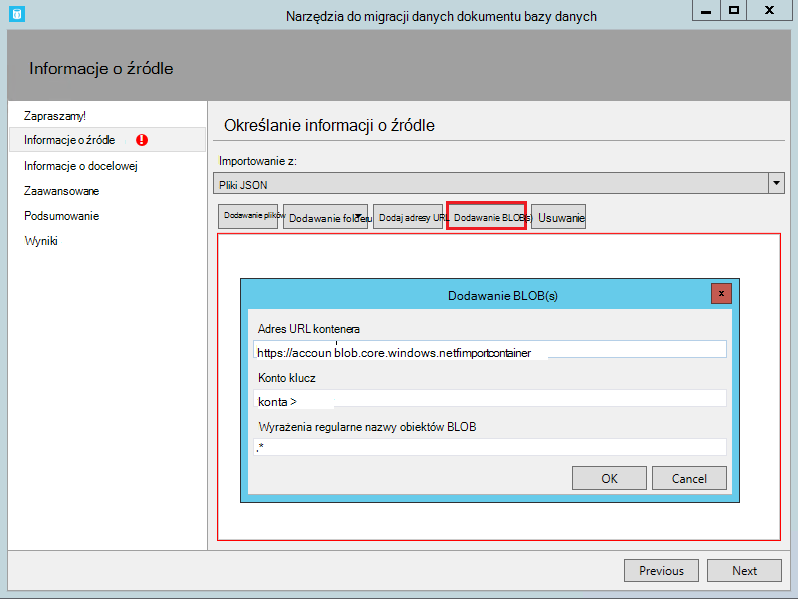 Narzędzia do migracji danych dokumentu bazy danych
Informacje o źródle
Zapraszamy!
Informacje o źródle
Informacje o docelowej
Zaawansowane
Podsumowanie
Wyniki
Określanie informacji o źródle
Importowanie z:
Pliki JSON
Dodawanie plików
Dodawanie folderu
Dodaj adresy URL
Dodawanie BLOB(s)
Usuwanie
Dodawanie BLOB(s)
x
Adres URL kontenera
https://accoun blob.core.windows.net/importcontainer
Konto klucz
konta >
Wyrażenia regularne nazwy obiektów BLOB
.*
OK
Cancel
Previous
Next